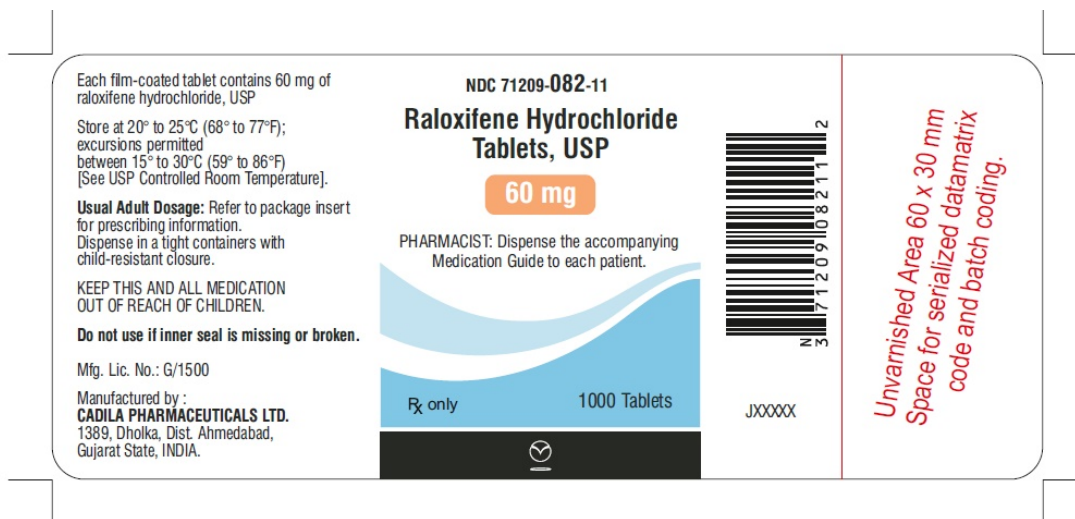 Each film-coated tablet contains 60 mg of
raloxifene hydrochloride, USP
Store at 20° to 25°C (68° to 77°F);
excursions permitted
between 15° to 30°C (59° to 86°F)
[See USP Controlled Room Temperature].
Usual Adult Dosage: Refer to package insert
for prescribing information.
Dispense in a tight containers with
child-resistant closure.
KEEP THIS AND ALL MEDICATION
OUT OF REACH OF CHILDREN.
Do not use if inner seal is missing or broken.
Mfg. Lic. No.: G/1500
Manufactured by :
CADILA PHARMACEUTICALS LTD.
1389, Dholka, Dist. Ahmedabad,
Gujarat State, INDIA.
NDC 71209-082-11
Raloxifene Hydrochloride
Tablets, USP
60 mg
PHARMACIST: Dispense the accompanying
Medication Guide to each patient.
℞ only
1000 Tablets
N
3 71209 08211 2
JXXXXX
Unvarnished Area 60 x 30 mm
Space for serialized datamatrix
code and batch coding.